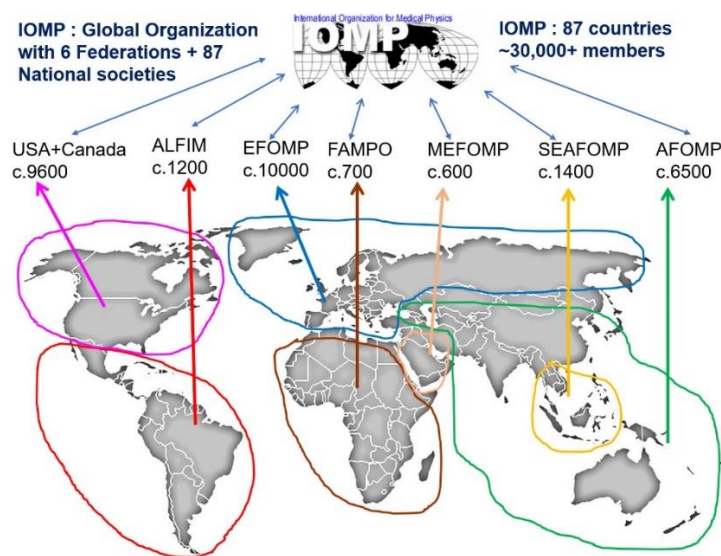 International Organization for Medical Physics
IOMP
IOMP : Global Organization
with 6 Federations + 87
National societies
IOMP : 87 countries
~30,000+ members
USA+Canada
c.9600
ALFIM
c.1200
EFOMP
c.10000
FAMPO
c.700
MEFOMP
c.600
SEAFOMP
c.1400
AFOMP
c.6500